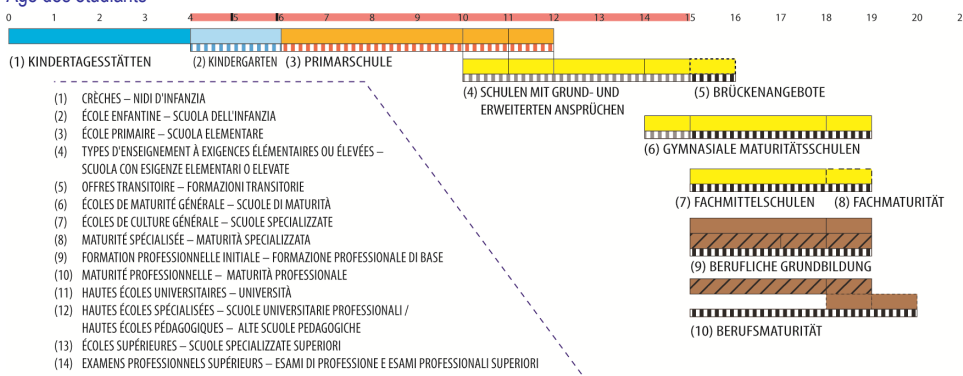 Age des étudiants
0 1 2 3 4 5 6 7 8 9 10 11 12 13 14 15 16 17 18 19 20 2
(1) KINDERTAGESSTÄTTEN
(2) KINDERGARTEN
(3) PRIMARSCHULE
(4) SCHULEN MIT GRUND- UND
ERWEITERTEN ANSPRÜCHEN
(5) BRÜCKENANGEBOTE
(6) GYMNASIALE MATURITÄTSSCHULEN
(7) FACHMITTELSCHULEN
(8) FACHMATURITÄT
(9) BERUFLICHE GRUNDBILDUNG
(10) BERUFSMATURITÄT
(1) CRÈCHES – NIDI D'INFANZIA
(2) ÉCOLE ENFANTINE – SCUOLA DELL'INFANZIA
(3) ÉCOLE PRIMAIRE – SCUOLA ELEMENTARE
(4) TYPES D'ENSEIGNEMENT À EXIGENCES ÉLÉMENTAIRES OU ÉLEVÉES –
SCUOLA CON ESIGENZE ELEMENTARI O ELEVATE
(5) OFFRES TRANSITOIRE – FORMAZIONI TRANSITORIE
(6) ÉCOLES DE MATURITÉ GÉNÉRALE – SCUOLE DI MATURITÀ
(7) ÉCOLES DE CULTURE GÉNÉRALE – SCUOLE SPECIALIZZATE
(8) MATURITÉ SPÉCIALISÉE – MATURITÀ SPECIALIZZATA
(9) FORMATION PROFESSIONNELLE INITIALE – FORMAZIONE PROFESSIONALE DI BASE
(10) MATURITÉ PROFESSIONNELLE – MATURITÀ PROFESSIONALE
(11) HAUTES ÉCOLES UNIVERSITAIRES – UNIVERSITÀ
(12) HAUTES ÉCOLES SPÉCIALISÉES – SCUOLE UNIVERSITARIE PROFESSIONALI /
HAUTES ÉCOLES PÉDAGOGIQUES – ALTE SCUOLE PEDAGOGICHE
(13) ÉCOLES SUPÉRIEURES – SCUOLE SPECIALIZZATE SUPERIORI
(14) EXAMENS PROFESSIONNELS SUPÉRIEURS – ESAMI DI PROFESSIONE E ESAMI PROFESSIONALI SUPERIORI